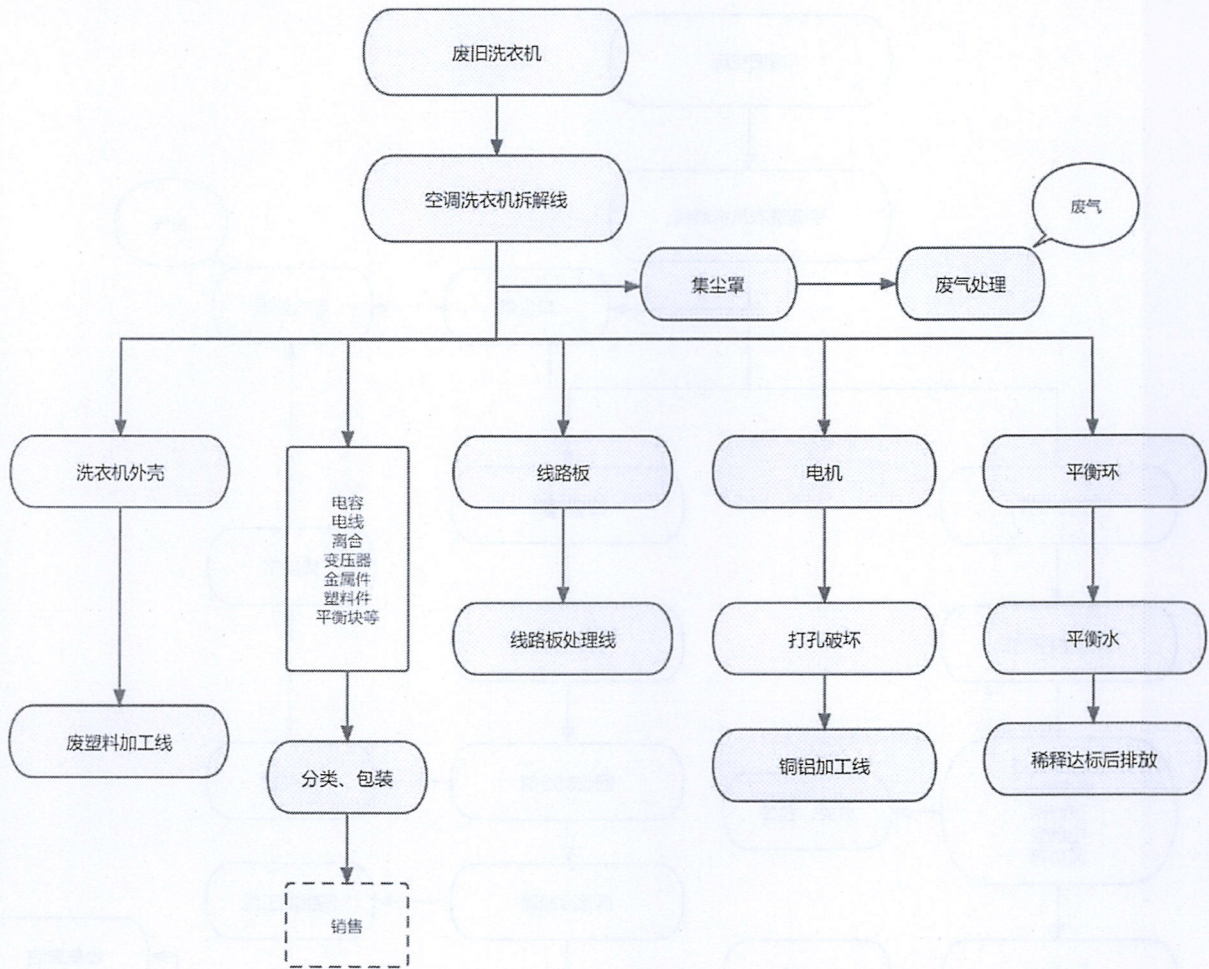 废旧洗衣机
空调洗衣机拆解线
废气
集尘罩
废气处理
洗衣机外壳
电容
电线
离合
变压器
金属件
塑料件
平衡块等
线路板
电机
平衡环
线路板处理线
打孔破坏
平衡水
废塑料加工线
分类、包装
铜铝加工线
稀释达标后排放
销售